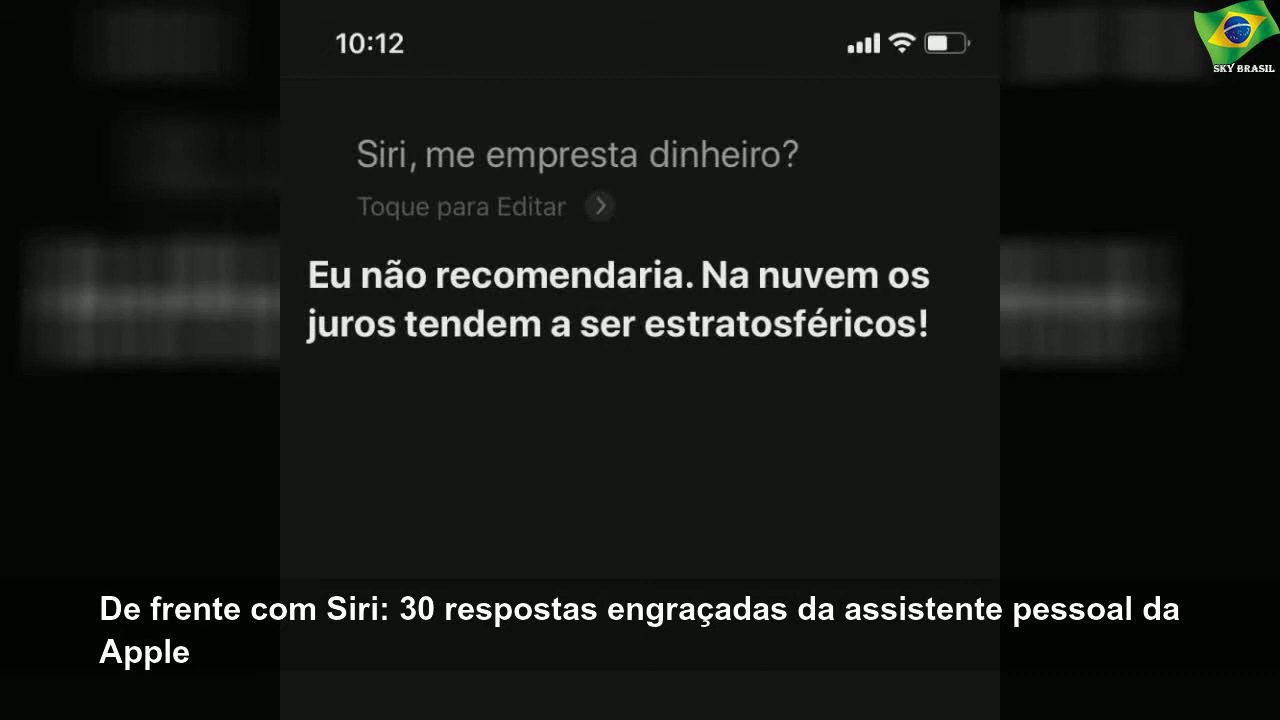 10:12
SKY BRASIL
Siri, me empresta dinheiro?
Toque para Editar
Eu não recomendaria. Na nuvem os
juros tendem a ser estratosféricos!
De frente com Siri: 30 respostas engraçadas da assistente pessoal da
Apple